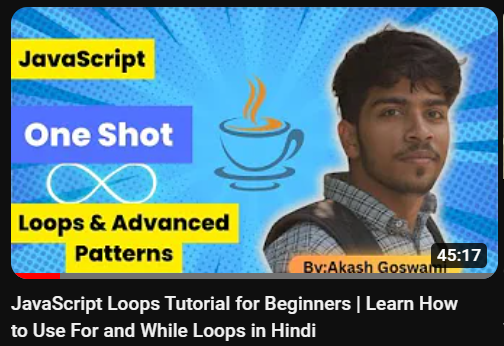 JavaScript
One Shot
Loops & Advanced
Patterns
By:Akash Goswami
45:17
JavaScript Loops Tutorial for Beginners | Learn How
to Use For and While Loops in Hindi